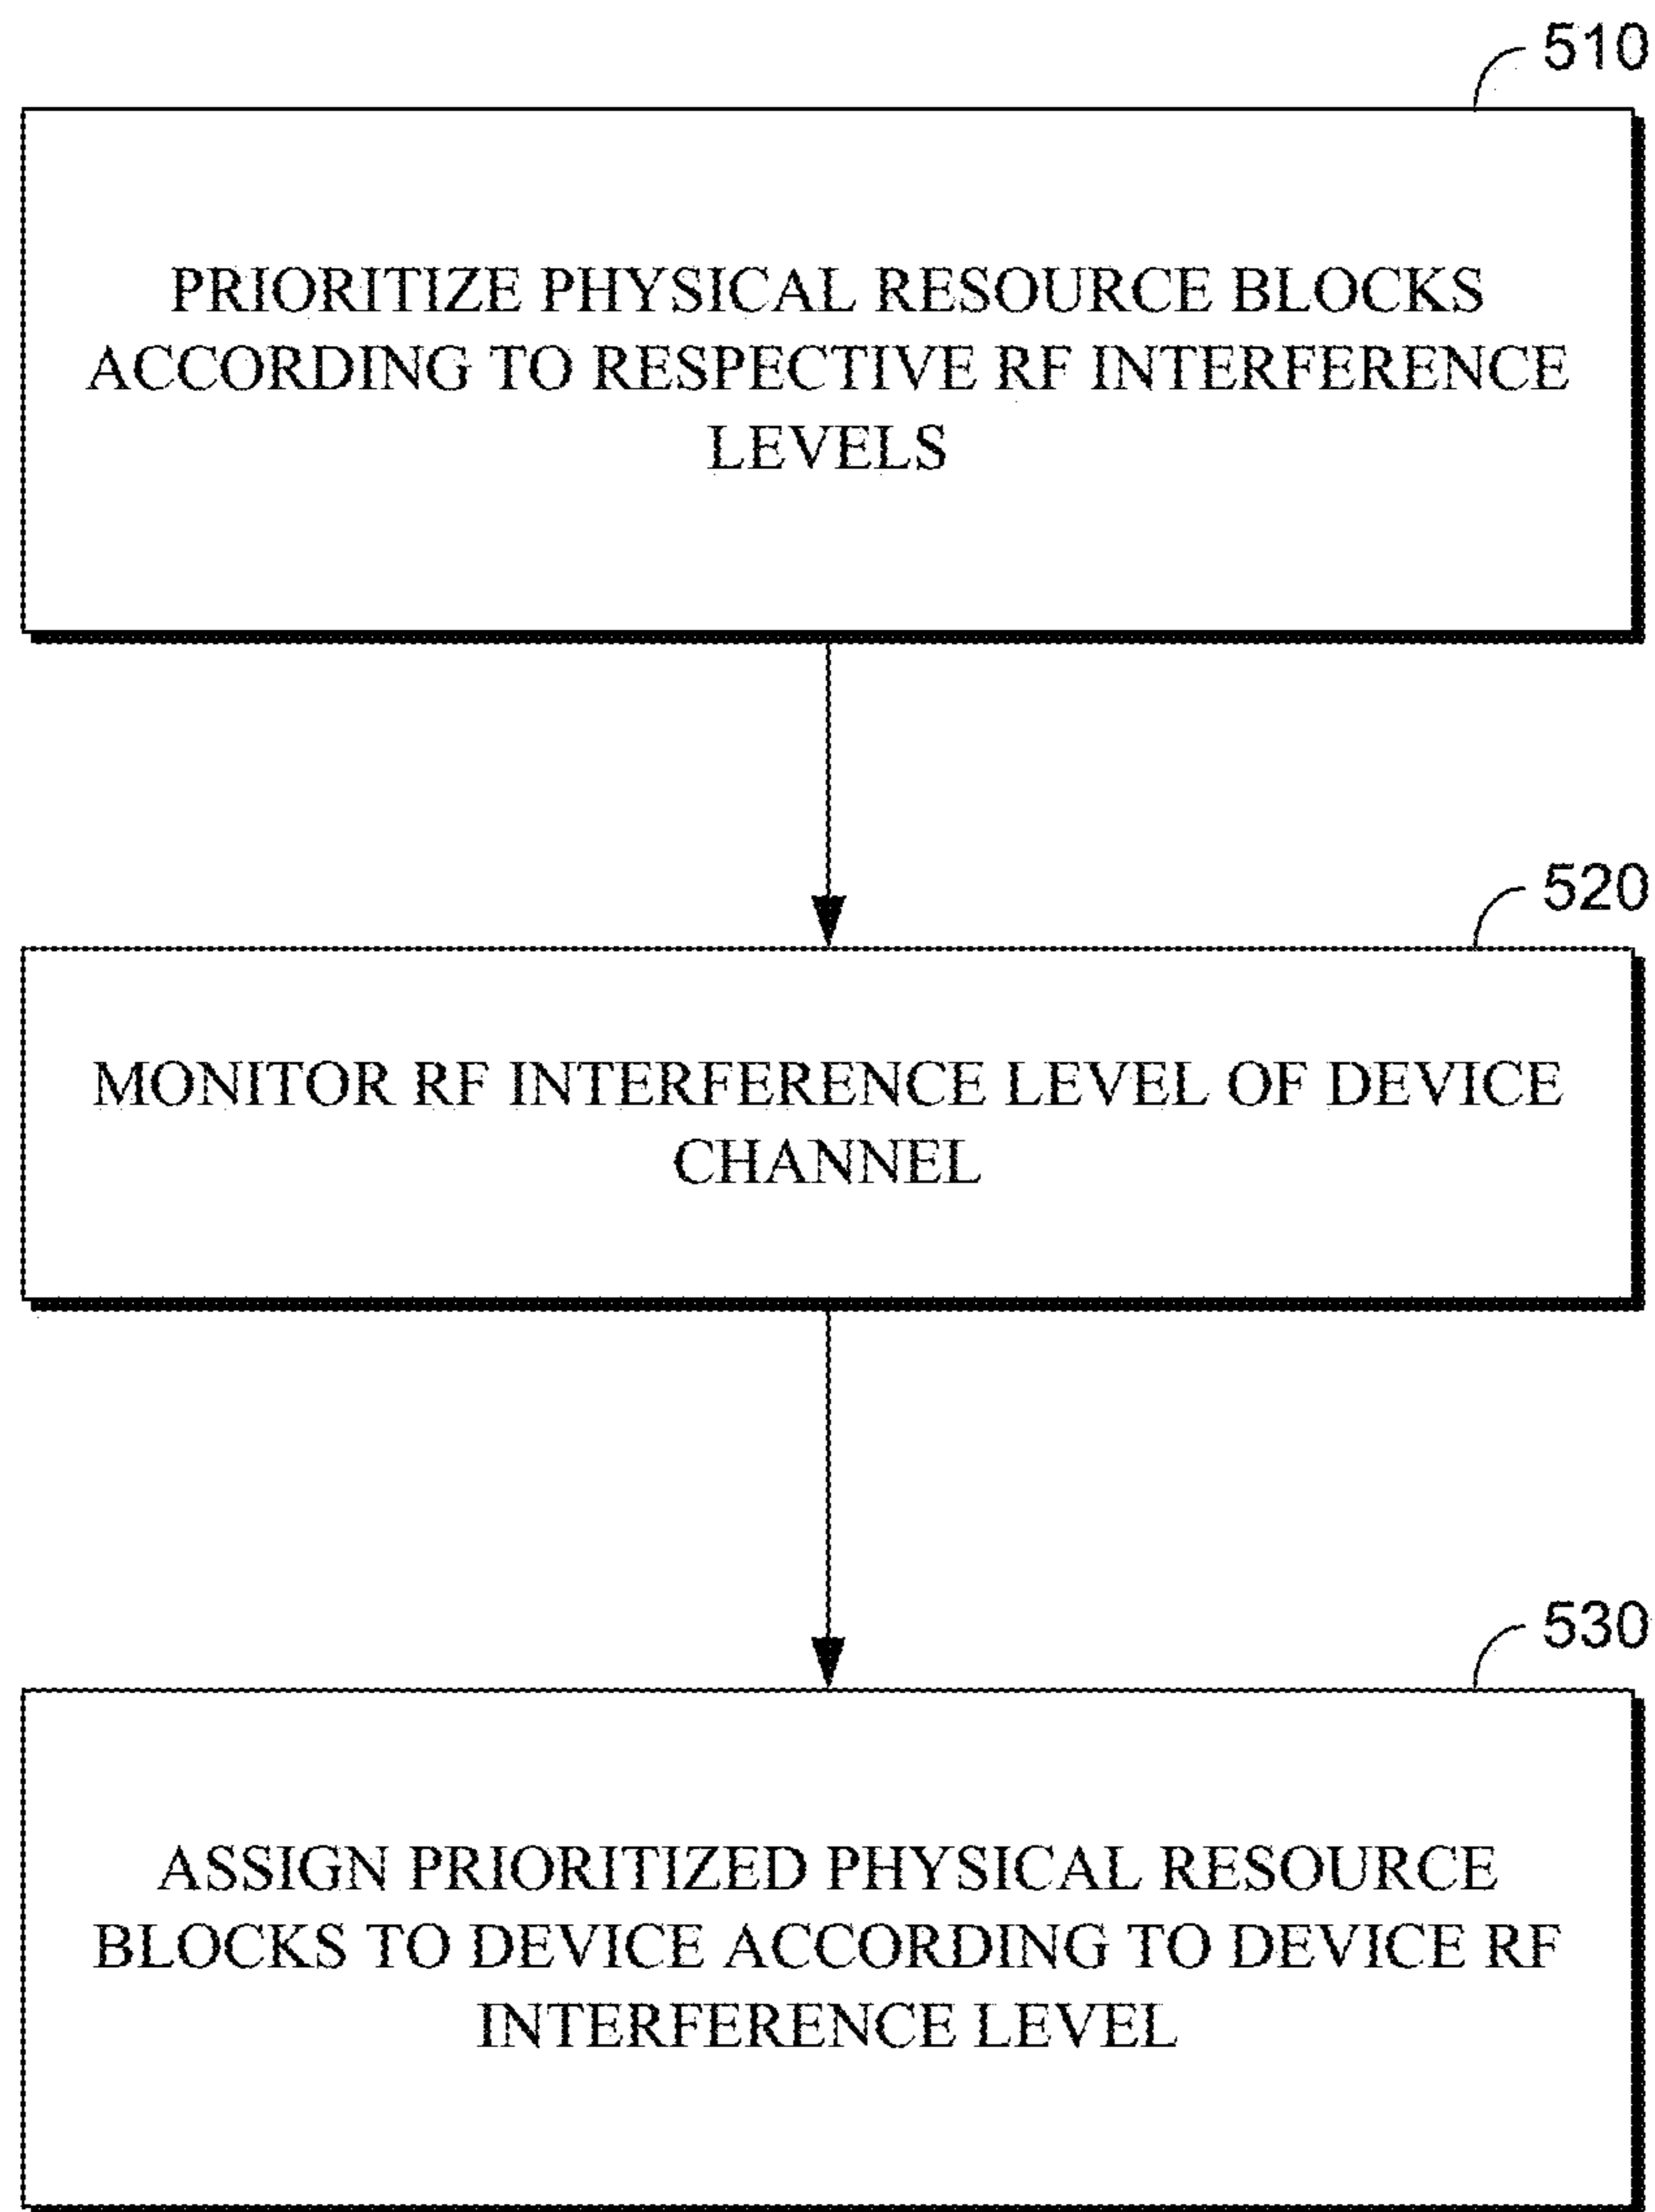 510
PRIORITIZE PHYSICAL RESOURCE BLOCKS
ACCORDING TO RESPECTIVE RF INTERFERENCE
LEVELS
520
MONITOR RF INTERFERENCE LEVEL OF DEVICE
CHANNEL
530
ASSIGN PRIORITIZED PHYSICAL RESOURCE
BLOCKS TO DEVICE ACCORDING TO DEVICE RF
INTERFERENCE LEVEL